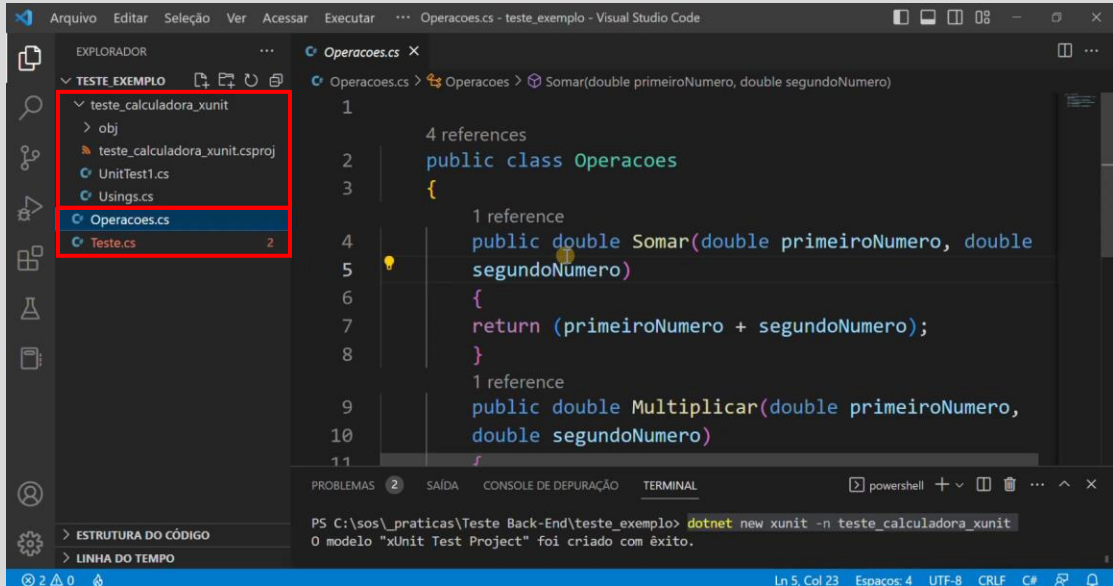 Arquivo Editar Seleção Ver Acessar Executar ··· Operacoes.cs - teste_exemplo - Visual Studio Code
EXPLORADOR ···
TESTE_EXEMPLO
teste_calculadora_xunit
obj
teste_calculadora_xunit.csproj
UnitTest1.cs
Usings.cs
Operacoes.cs
Teste.cs 2
ESTRUTURA DO CÓDIGO
LINHA DO TEMPO
Operacoes.cs
Operacoes.cs > Operacoes > Somar(double primeiroNumero, double segundoNumero)
1
4 references
2 public class Operacoes
3 {
1 reference
4 public double Somar(double primeiroNumero, double
5 segundoNumero)
6 {
7 return (primeiroNumero + segundoNumero);
8 }
1 reference
9 public double Multiplicar(double primeiroNumero,
10 double segundoNumero)
11 {
PROBLEMAS 2 SAÍDA CONSOLE DE DEPURAÇÃO TERMINAL powershell
PS C:\sos\_praticas\Teste Back-End\teste_exemplo> dotnet new xunit -n teste_calculadora_xunit
O modelo "xUnit Test Project" foi criado com êxito.
2 0 Ln 5, Col 23 Espaços: 4 UTF-8 CRLF C#